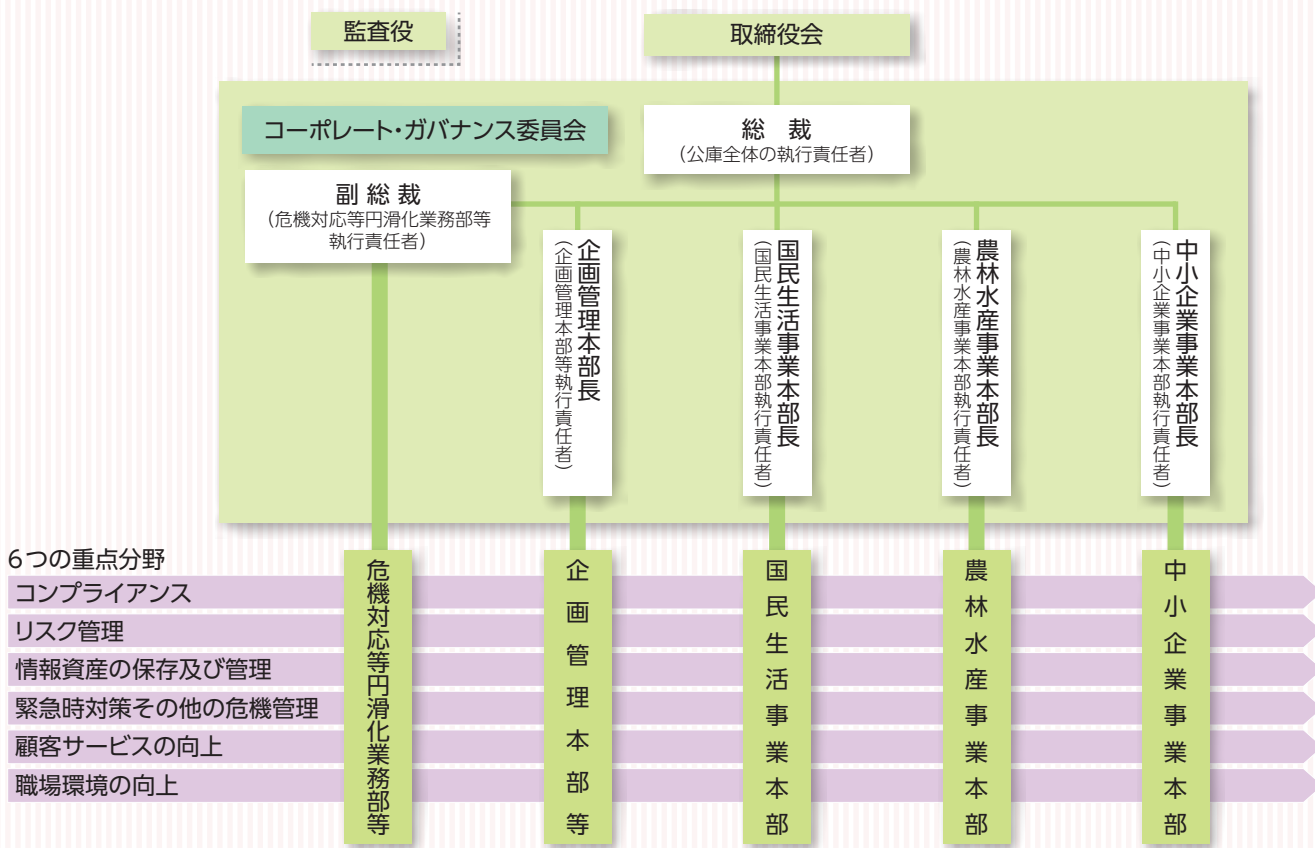 監査役
取締役会
コーポレート・ガバナンス委員会
総 裁
（公庫全体の執行責任者）
副総裁
（危機対応等円滑化業務部等
執行責任者）
企画管理本部長
（企画管理本部等執行責任者）
国民生活事業本部長
（国民生活事業本部執行責任者）
農林水産事業本部長
（農林水産事業本部執行責任者）
中小企業事業本部長
（中小企業事業本部執行責任者）
6つの重点分野
コンプライアンス
リスク管理
情報資産の保存及び管理
緊急時対策その他の危機管理
顧客サービスの向上
職場環境の向上
危機対応等円滑化業務部等
企画管理本部等
国民生活事業本部
農林水産事業本部
中小企業事業本部